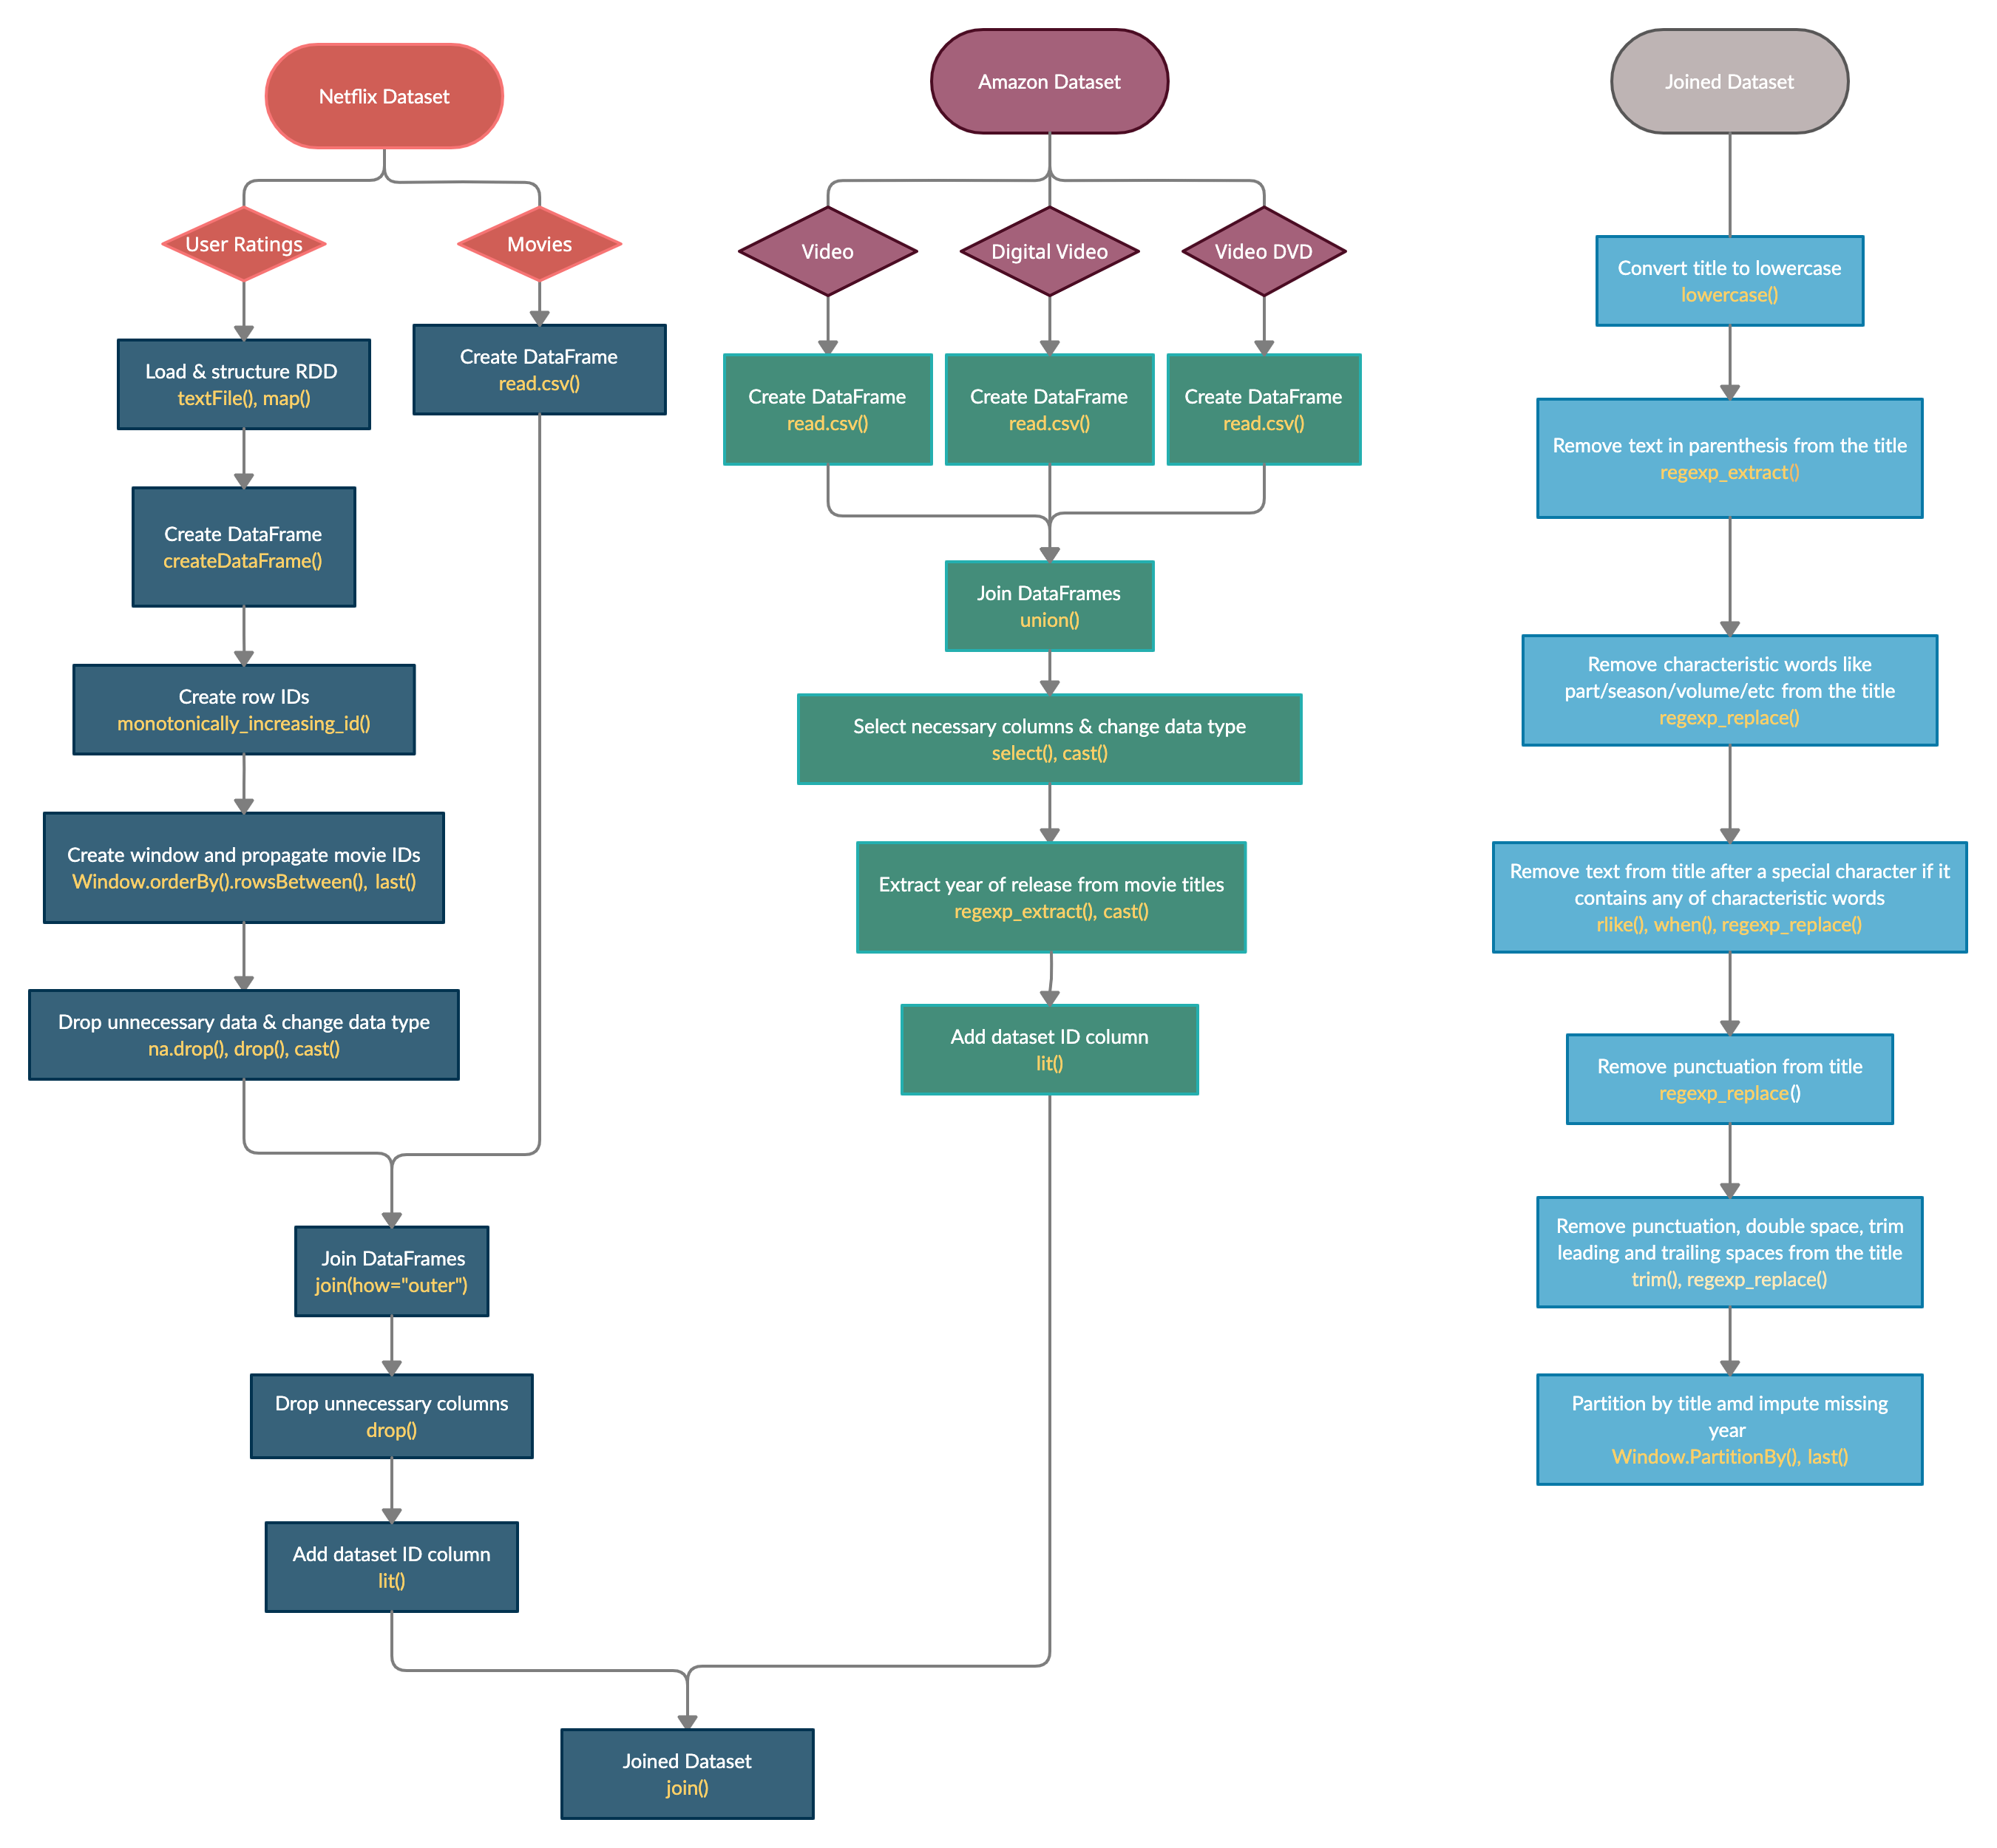 Netflix Dataset
User Ratings
Movies
Load & structure RDD
textFile(), map()
Create DataFrame
read.csv()
Create DataFrame
createDataFrame()
Create row IDs
monotonically_increasing_id()
Create window and propagate movie IDs
Window.orderBy().rowsBetween(), last()
Drop unnecessary data & change data type
na.drop(), drop(), cast()
Join DataFrames
join(how="outer")
Drop unnecessary columns
drop()
Add dataset ID column
lit()
Amazon Dataset
Video
Digital Video
Video DVD
Create DataFrame
read.csv()
Create DataFrame
read.csv()
Create DataFrame
read.csv()
Join DataFrames
union()
Select necessary columns & change data type
select(), cast()
Extract year of release from movie titles
regexp_extract(), cast()
Add dataset ID column
lit()
Joined Dataset
join()
Joined Dataset
Convert title to lowercase
lowercase()
Remove text in parenthesis from the title
regexp_extract()
Remove characteristic words like
part/season/volume/etc from the title
regexp_replace()
Remove text from title after a special character if it
contains any of characteristic words
rlike(), when(), regexp_replace()
Remove punctuation from title
regexp_replace()
Remove punctuation, double space, trim
leading and trailing spaces from the title
trim(), regexp_replace()
Partition by title amd impute missing
year
Window.PartitionBy(), last()